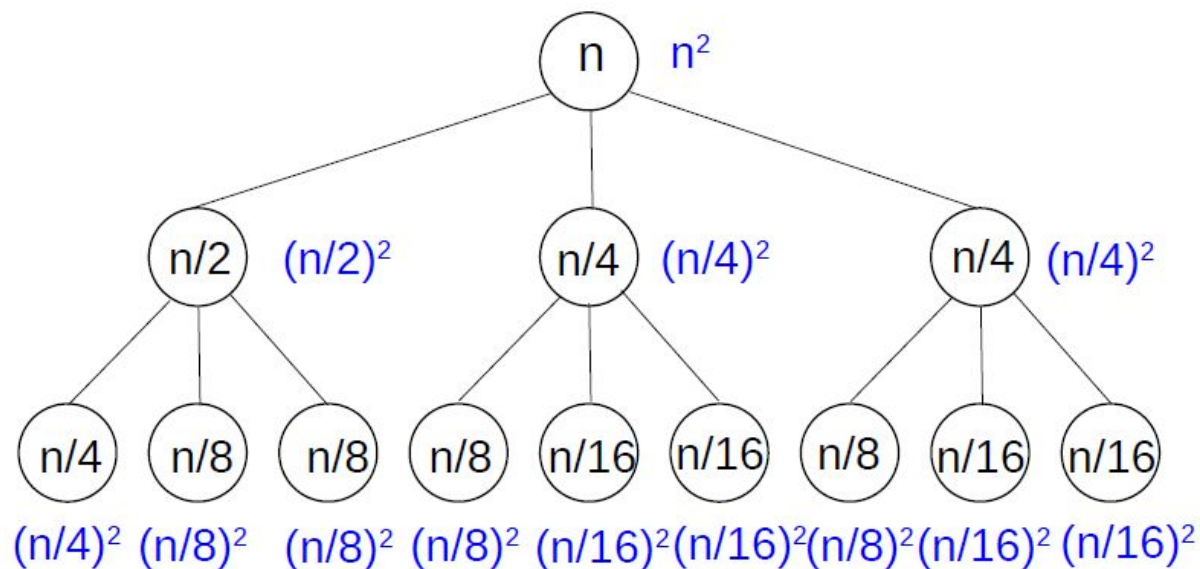 n n²
n/2 (n/2)² n/4 (n/4)² n/4 (n/4)²
n/4 n/8 n/8 n/8 n/16 n/16 n/8 n/16 n/16
(n/4)² (n/8)² (n/8)² (n/8)² (n/16)² (n/16)² (n/8)² (n/16)² (n/16)²